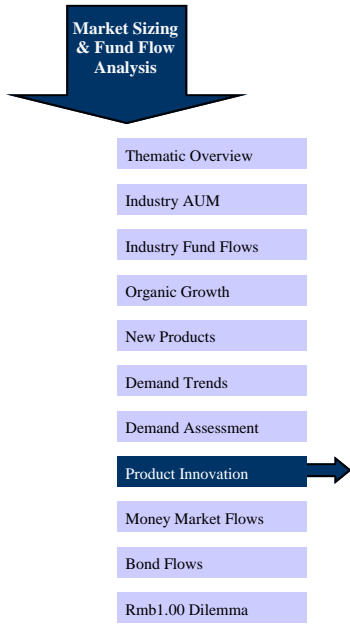 Market Sizing
& Fund Flow
Analysis
Thematic Overview
Industry AUM
Industry Fund Flows
Organic Growth
New Products
Demand Trends
Demand Assessment
Product Innovation
Money Market Flows
Bond Flows
Rmb1.00 Dilemma